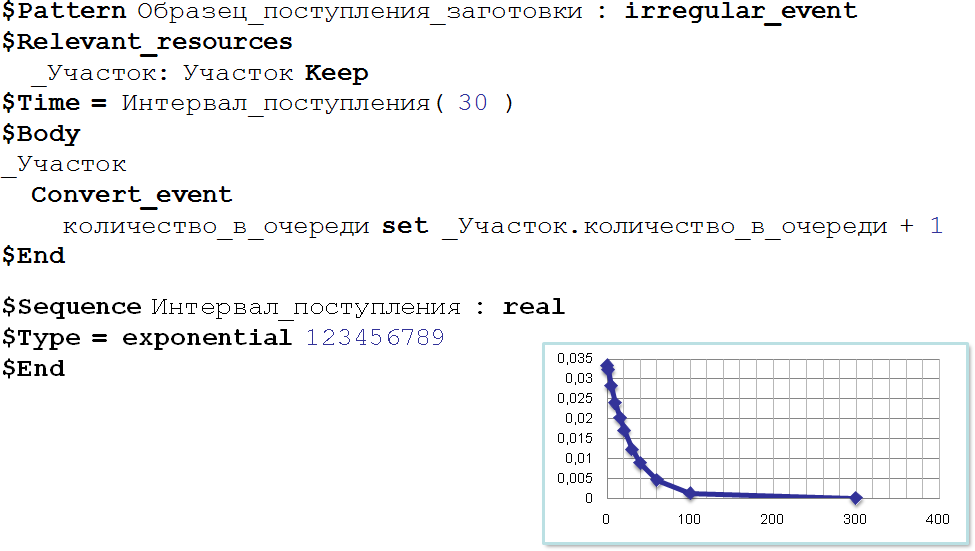 $Pattern Образец_поступления_заготовки : irregular_event
$Relevant_resources
_Участок: Участок Keep
$Time = Интервал_поступления( 30 )
$Body
_Участок
Convert_event
количество_в_очереди set _Участок.количество_в_очереди + 1
$End
$Sequence Интервал_поступления : real
$Type = exponential 123456789
$End
0,035
0,03
0,025
0,02
0,015
0,01
0,005
0
0 100 200 300 400